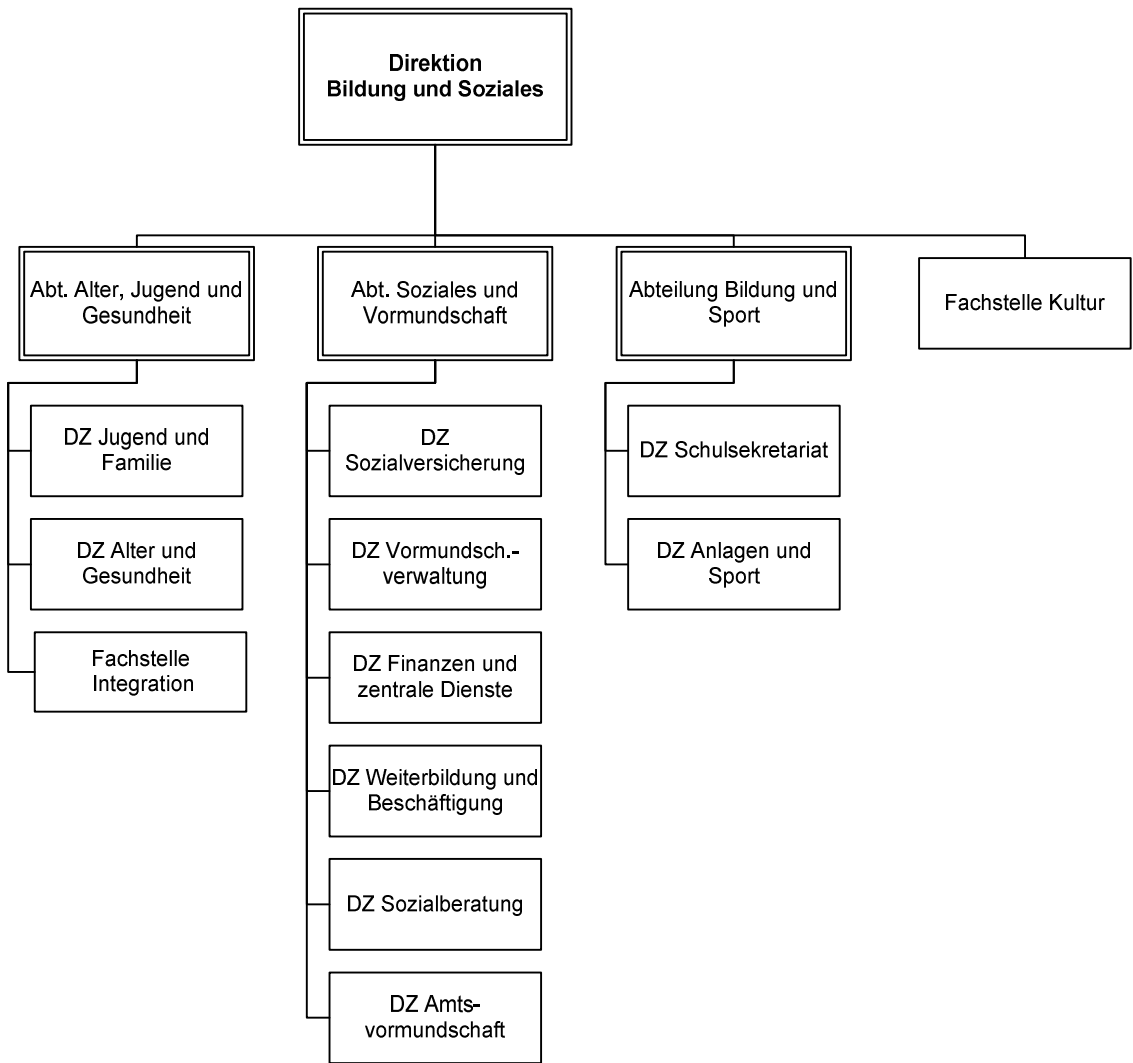 Direktion
Bildung und Soziales
Abt. Alter, Jugend und
Gesundheit
Abt. Soziales und
Vormundschaft
Abteilung Bildung und
Sport
Fachstelle Kultur
DZ Jugend und
Familie
DZ Alter und
Gesundheit
Fachstelle
Integration
DZ
Sozialversicherung
DZ Vormundsch.-
verwaltung
DZ Finanzen und
zentrale Dienste
DZ Weiterbildung und
Beschäftigung
DZ Sozialberatung
DZ Amts-
vormundschaft
DZ Schulsekretariat
DZ Anlagen und
Sport